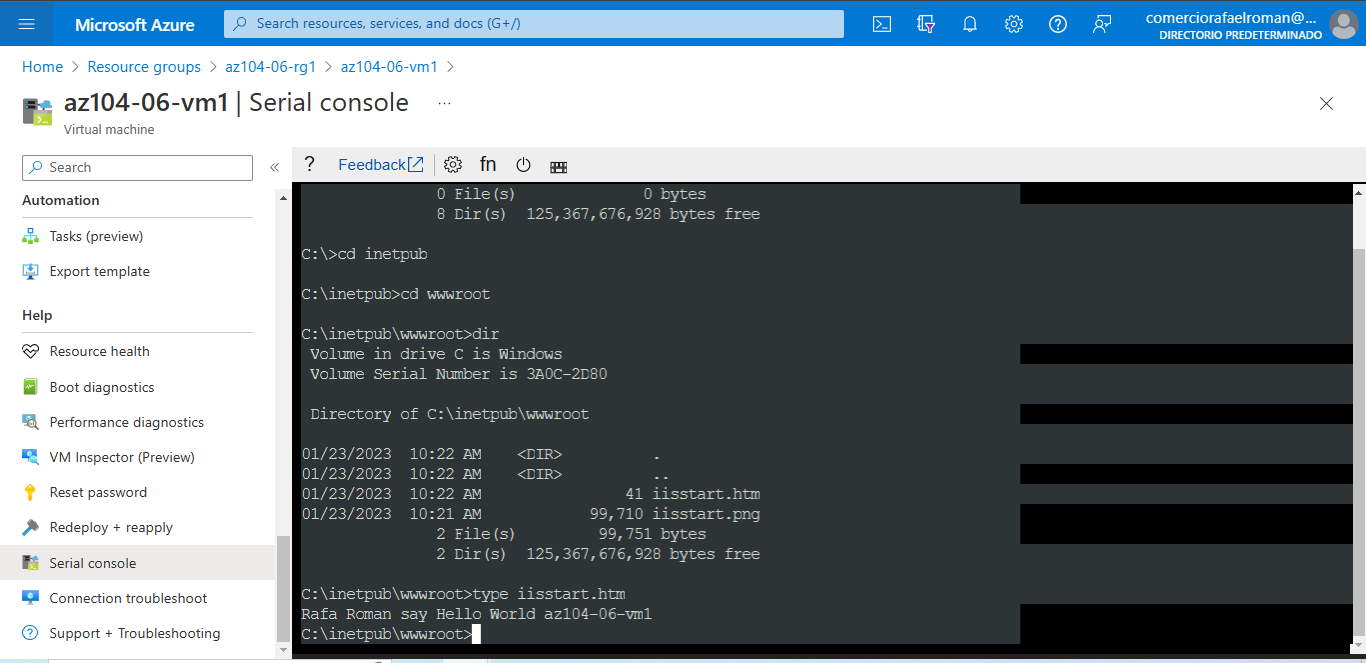 Microsoft Azure
Search resources, services, and docs (G+/)
comerciorafaelroman@...
DIRECTORIO PREDETERMINADO
Home > Resource groups > az104-06-rg1 > az104-06-vm1 >
az104-06-vm1 | Serial console ...
Virtual machine
Search
Automation
Tasks (preview)
Export template
Help
Resource health
Boot diagnostics
Performance diagnostics
VM Inspector (Preview)
Reset password
Redeploy + reapply
Serial console
Connection troubleshoot
Support + Troubleshooting
? Feedback fn
0 File(s) 0 bytes
8 Dir(s) 125,367,676,928 bytes free
C:\>cd inetpub
C:\inetpub>cd wwwroot
C:\inetpub\wwwroot>dir
Volume in drive C is Windows
Volume Serial Number is 3A0C-2D80
Directory of C:\inetpub\wwwroot
01/23/2023 10:22 AM <DIR> .
01/23/2023 10:22 AM <DIR> ..
01/23/2023 10:22 AM 41 iisstart.htm
01/23/2023 10:21 AM 99,710 iisstart.png
2 File(s) 99,751 bytes
2 Dir(s) 125,367,676,928 bytes free
C:\inetpub\wwwroot>type iisstart.htm
Rafa Roman say Hello World az104-06-vm1
C:\inetpub\wwwroot>